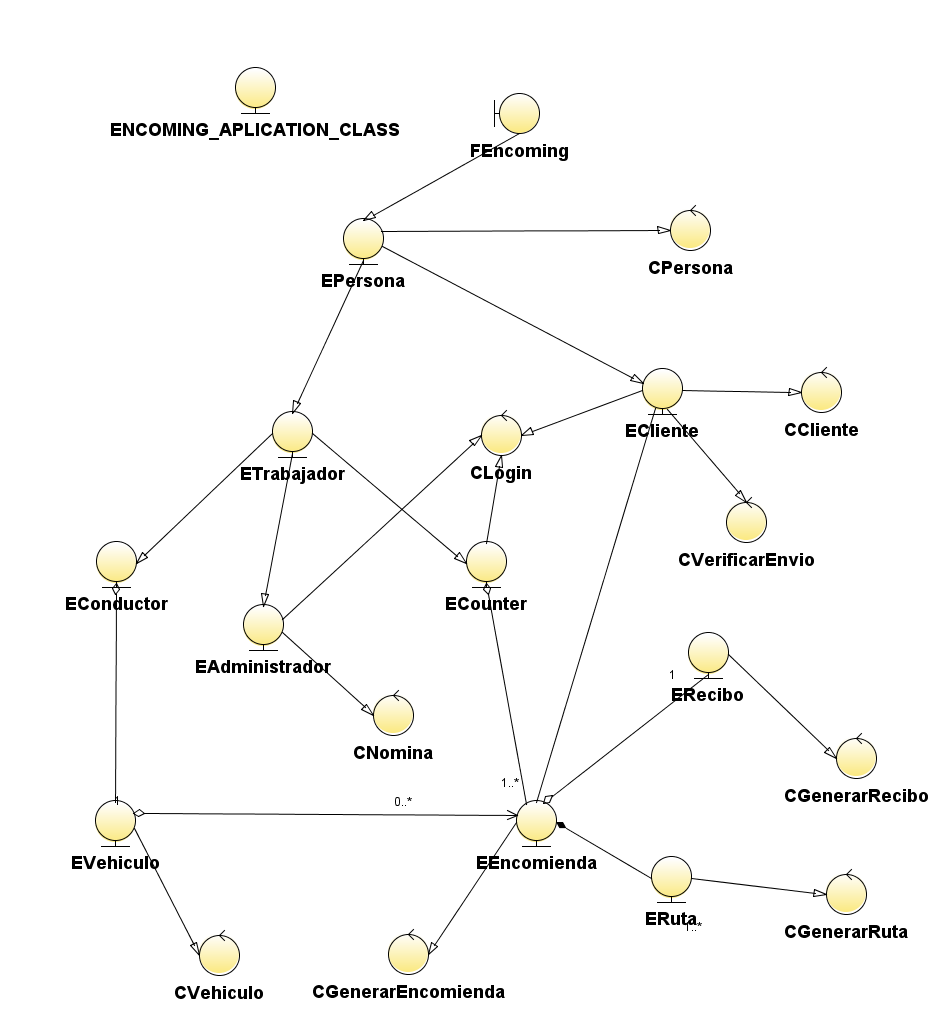 ENCOMING_APLICATION_CLASS
FEncoming
CPersona
EPersona
ECliente
CCliente
ETrabajador
CLogin
CVerificarEnvio
EConductor
ECounter
EAdministrador
1
ERecibo
CNomina
1..*
CGenerarRecibo
0..*
1
EVehiculo
EEncomienda
ERuta
1..*
CGenerarRuta
CVehiculo
CGenerarEncomienda